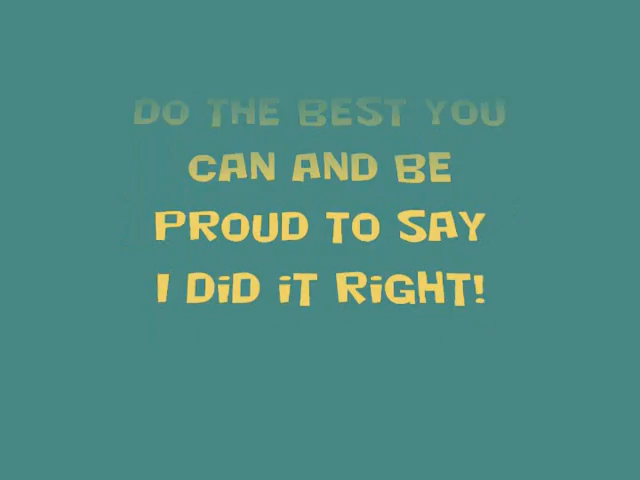 DO THE BEST YOU
CAN AND BE
PROUD TO SAY
I DiD iT RiGHT!